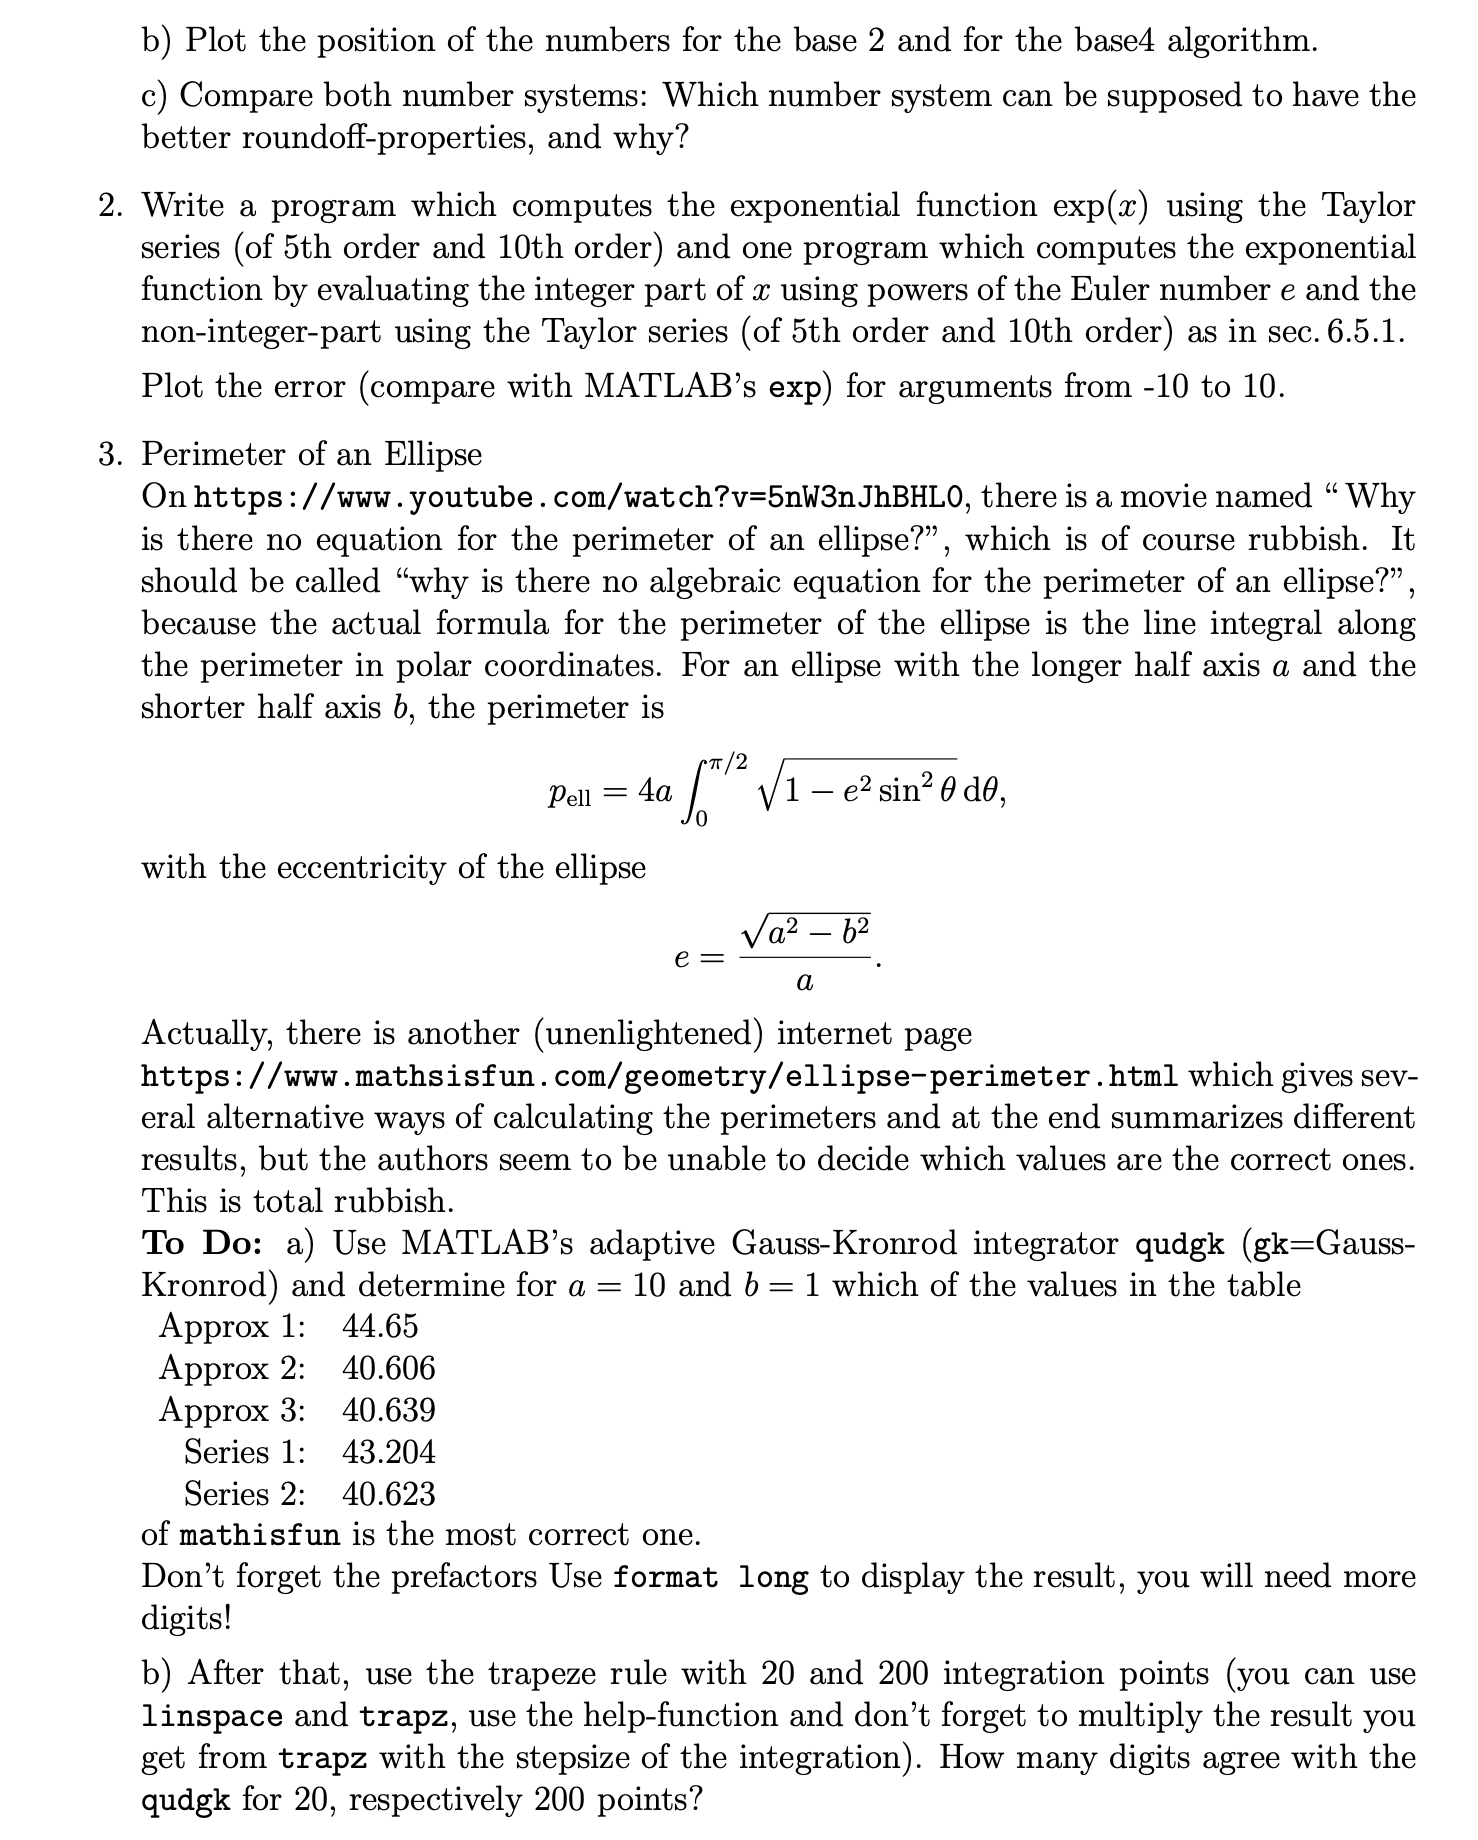 b) Plot the position of the numbers for the base 2 and for the base4 algorithm.
c) Compare both number systems: Which number system can be supposed to have the
better roundoff-properties, and why?
2. Write a program which computes the exponential function exp(x) using the Taylor
series (of 5th order and 10th order) and one program which computes the exponential
function by evaluating the integer part of x using powers of the Euler number e and the
non-integer-part using the Taylor series (of 5th order and 10th order) as in sec. 6.5.1.
Plot the error (compare with MATLAB's exp) for arguments from -10 to 10.
3. Perimeter of an Ellipse
On https://www.youtube.com/watch?v=5nW3nJhBHL0, there is a movie named “ Why
is there no equation for the perimeter of an ellipse?”, which is of course rubbish. It
should be called “why is there no algebraic equation for the perimeter of an ellipse?”,
because the actual formula for the perimeter of the ellipse is the line integral along
the perimeter in polar coordinates. For an ellipse with the longer half axis a and the
shorter half axis b, the perimeter is
p_ell = 4a ∫_0^{π/2} √(1 − e² sin² θ) dθ,
with the eccentricity of the ellipse
e = √(a² − b²) / a.
Actually, there is another (unenlightened) internet page
https://www.mathsisfun.com/geometry/ellipse-perimeter.html which gives sev-
eral alternative ways of calculating the perimeters and at the end summarizes different
results, but the authors seem to be unable to decide which values are the correct ones.
This is total rubbish.
To Do: a) Use MATLAB's adaptive Gauss-Kronrod integrator qudgk (gk=Gauss-
Kronrod) and determine for a = 10 and b = 1 which of the values in the table
Approx 1: 44.65
Approx 2: 40.606
Approx 3: 40.639
Series 1: 43.204
Series 2: 40.623
of mathisfun is the most correct one.
Don't forget the prefactors Use format long to display the result, you will need more
digits!
b) After that, use the trapeze rule with 20 and 200 integration points (you can use
linspace and trapz, use the help-function and don't forget to multiply the result you
get from trapz with the stepsize of the integration). How many digits agree with the
qudgk for 20, respectively 200 points?